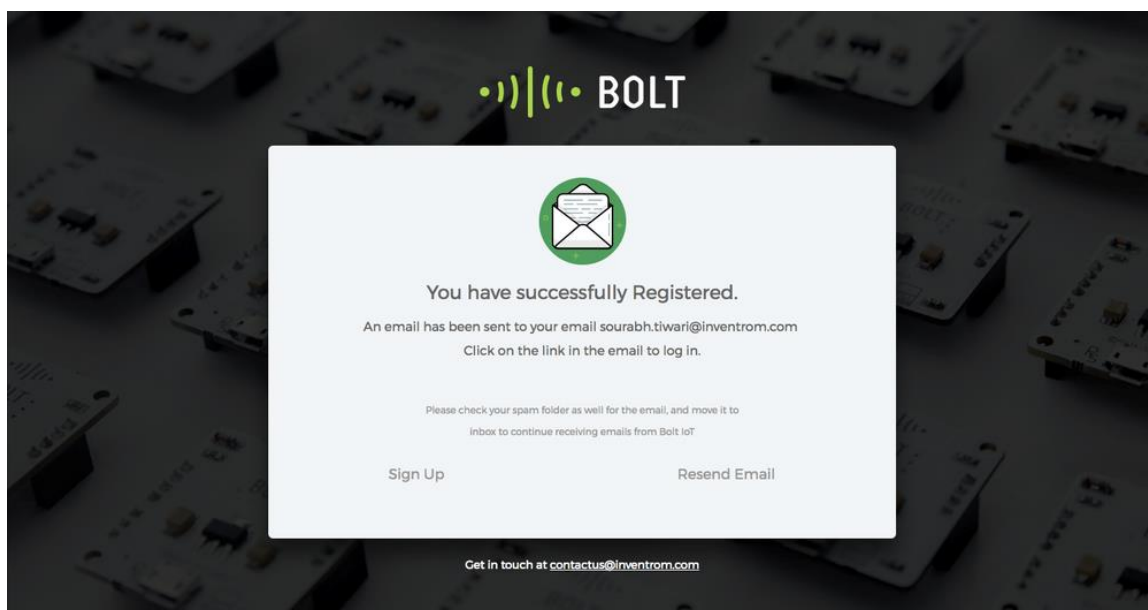 BOLT
You have successfully Registered.
An email has been sent to your email sourabh.tiwari@inventrom.com
Click on the link in the email to log in.
Please check your spam folder as well for the email, and move it to
inbox to continue receiving emails from Bolt IoT
Sign Up
Resend Email
Get in touch at contactus@inventrom.com